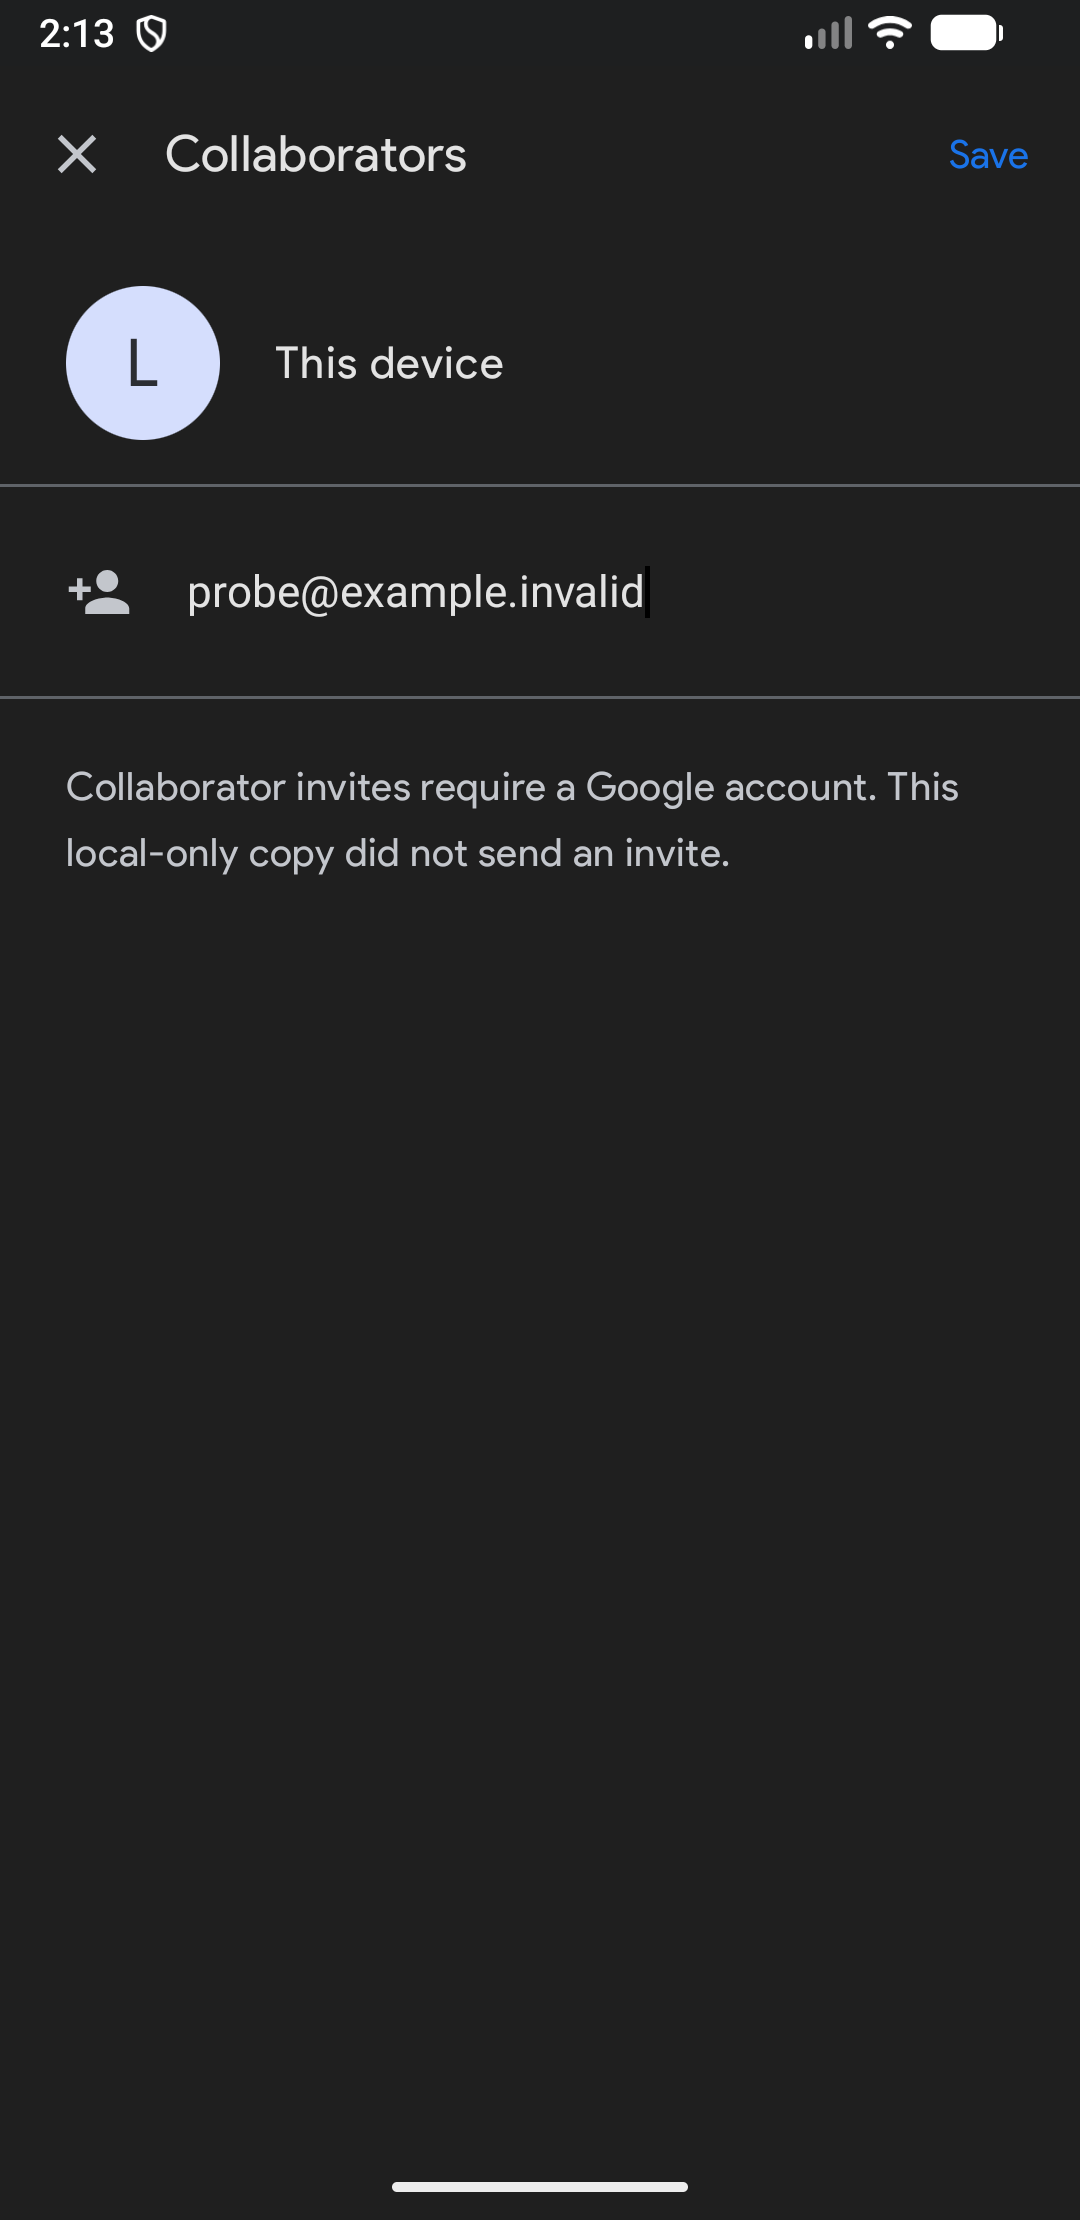 2:13
Collaborators
Save
L
This device
probe@example.invalid
Collaborator invites require a Google account. This
local-only copy did not send an invite.